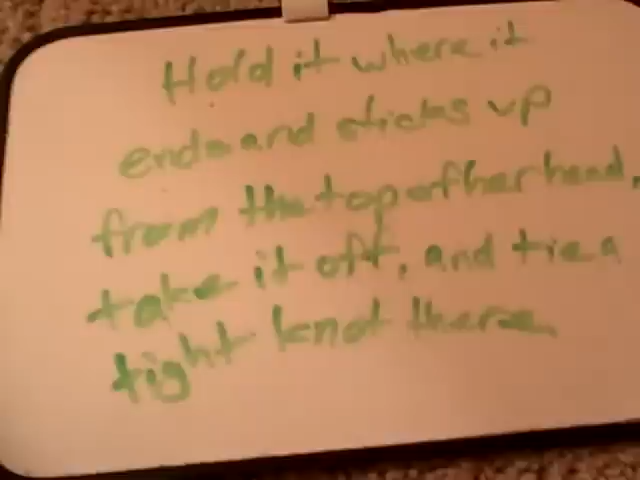 Hold it where it
ends and sticks up
from the top of her head,
take it off, and tie a
tight knot there.